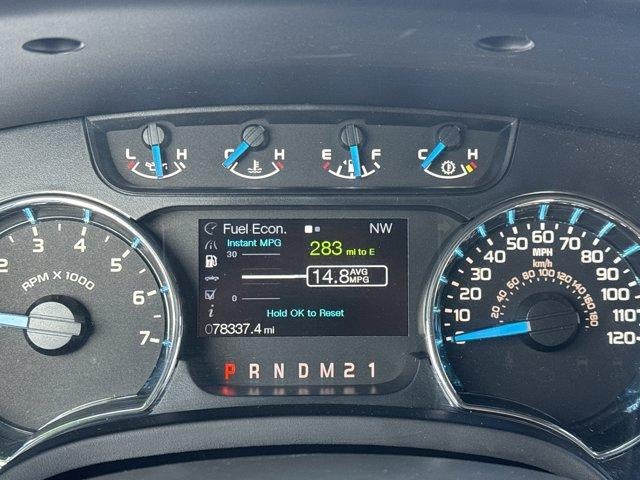 L H C H E F C H
Fuel Econ. NW
Instant MPG
283 mi to E
30
14.8 AVG MPG
0
Hold OK to Reset
078337.4 mi
P R N D M 2 1
2 3 4 5 6 7
RPM X 1000
0 10 20 30 40 50 60 70 80 90 100 110 120
MPH
km/h
20 40 60 80 100 120 140 160 180